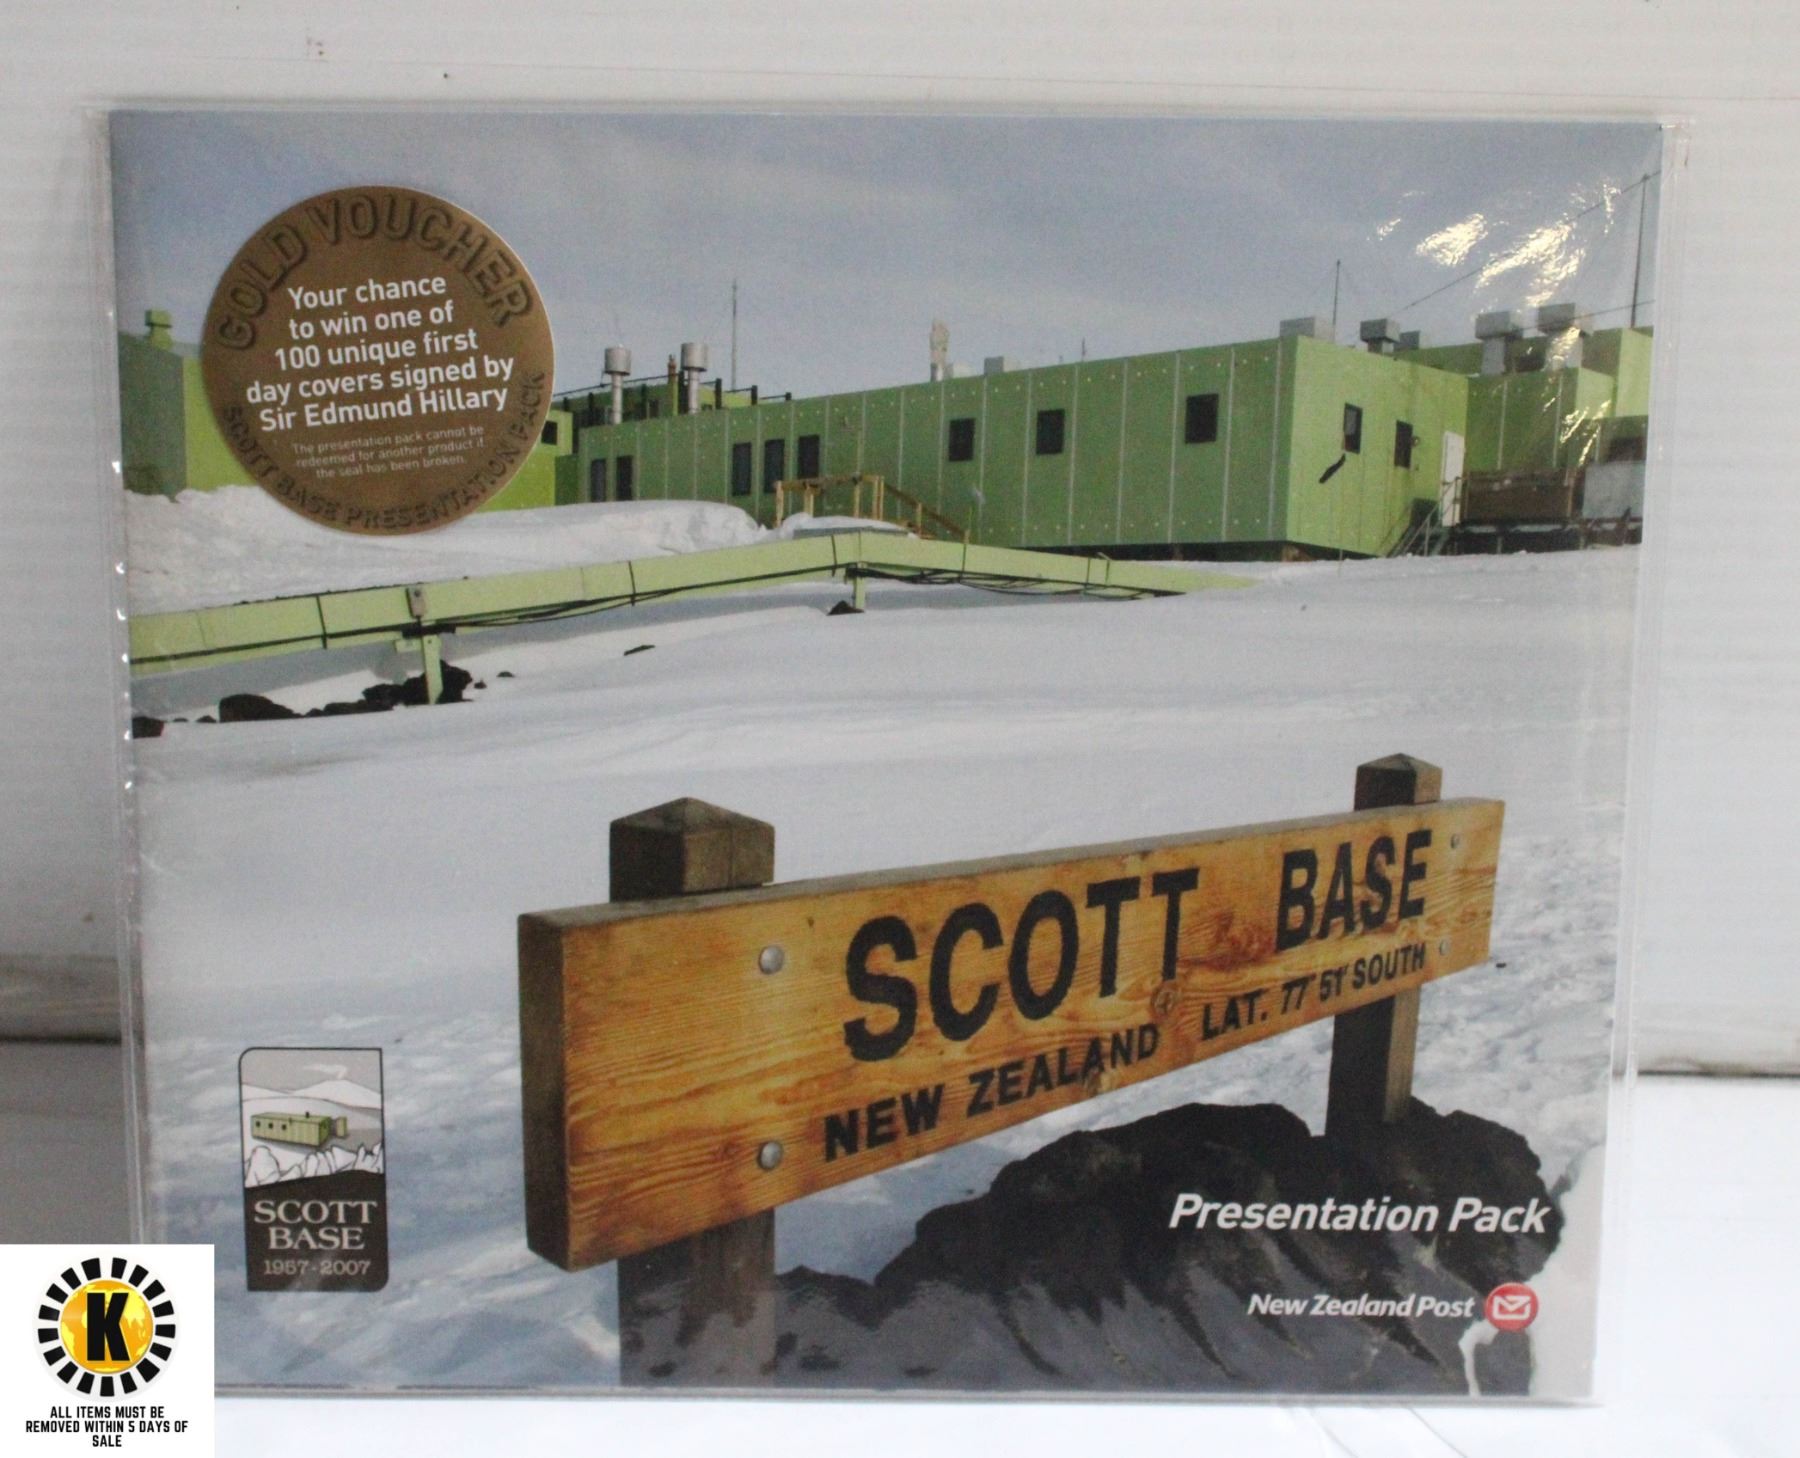 GOLD VOUCHER
Your chance
to win one of
100 unique first
day covers signed by
Sir Edmund Hillary
The presentation pack cannot be
redeemed for another product if
the seal has been broken.
SCOTT BASE PRESENTATION PACK
SCOTT BASE
NEW ZEALAND LAT. 77°51' SOUTH
SCOTT
BASE
1957-2007
Presentation Pack
New Zealand Post
K
ALL ITEMS MUST BE
REMOVED WITHIN 5 DAYS OF
SALE